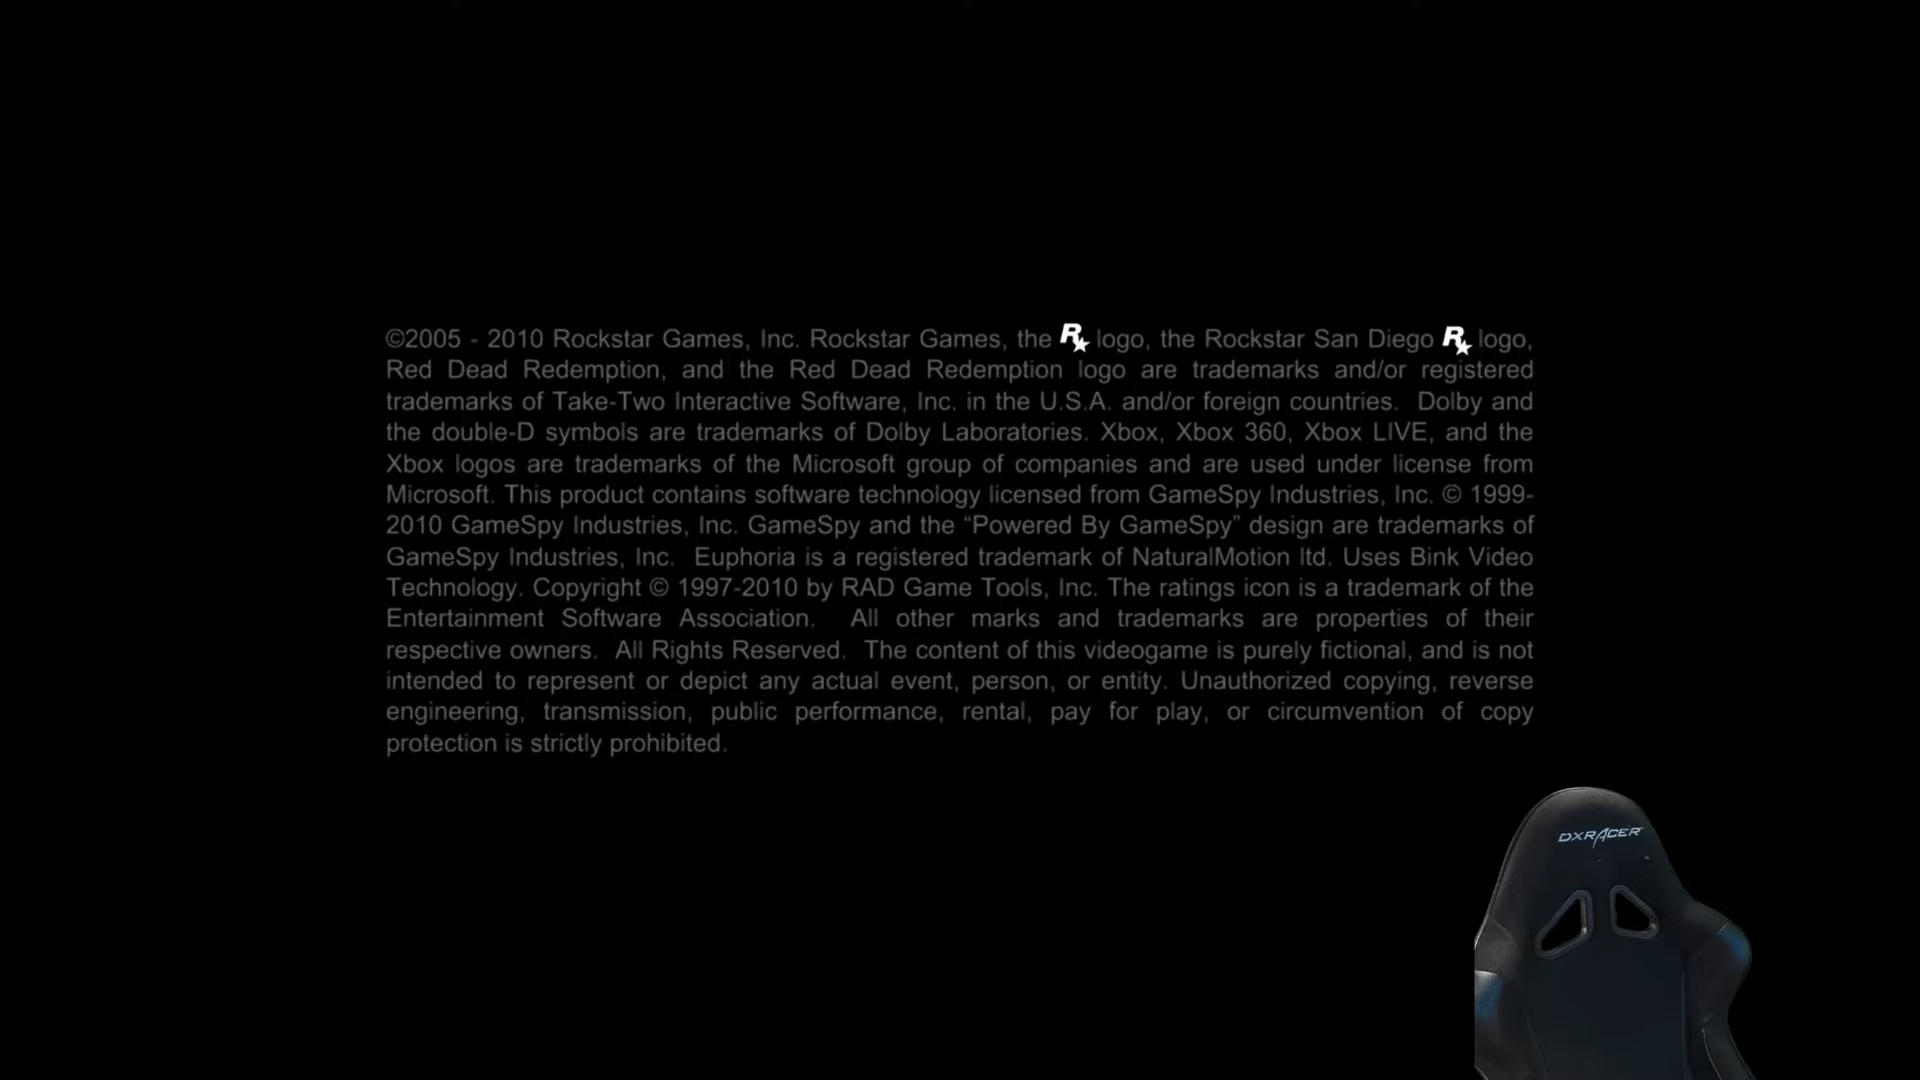 ©2005 - 2010 Rockstar Games, Inc. Rockstar Games, the R★ logo, the Rockstar San Diego R★ logo,
Red Dead Redemption, and the Red Dead Redemption logo are trademarks and/or registered
trademarks of Take-Two Interactive Software, Inc. in the U.S.A. and/or foreign countries. Dolby and
the double-D symbols are trademarks of Dolby Laboratories. Xbox, Xbox 360, Xbox LIVE, and the
Xbox logos are trademarks of the Microsoft group of companies and are used under license from
Microsoft. This product contains software technology licensed from GameSpy Industries, Inc. © 1999-
2010 GameSpy Industries, Inc. GameSpy and the “Powered By GameSpy” design are trademarks of
GameSpy Industries, Inc. Euphoria is a registered trademark of NaturalMotion ltd. Uses Bink Video
Technology. Copyright © 1997-2010 by RAD Game Tools, Inc. The ratings icon is a trademark of the
Entertainment Software Association. All other marks and trademarks are properties of their
respective owners. All Rights Reserved. The content of this videogame is purely fictional, and is not
intended to represent or depict any actual event, person, or entity. Unauthorized copying, reverse
engineering, transmission, public performance, rental, pay for play, or circumvention of copy
protection is strictly prohibited.
DXRACER